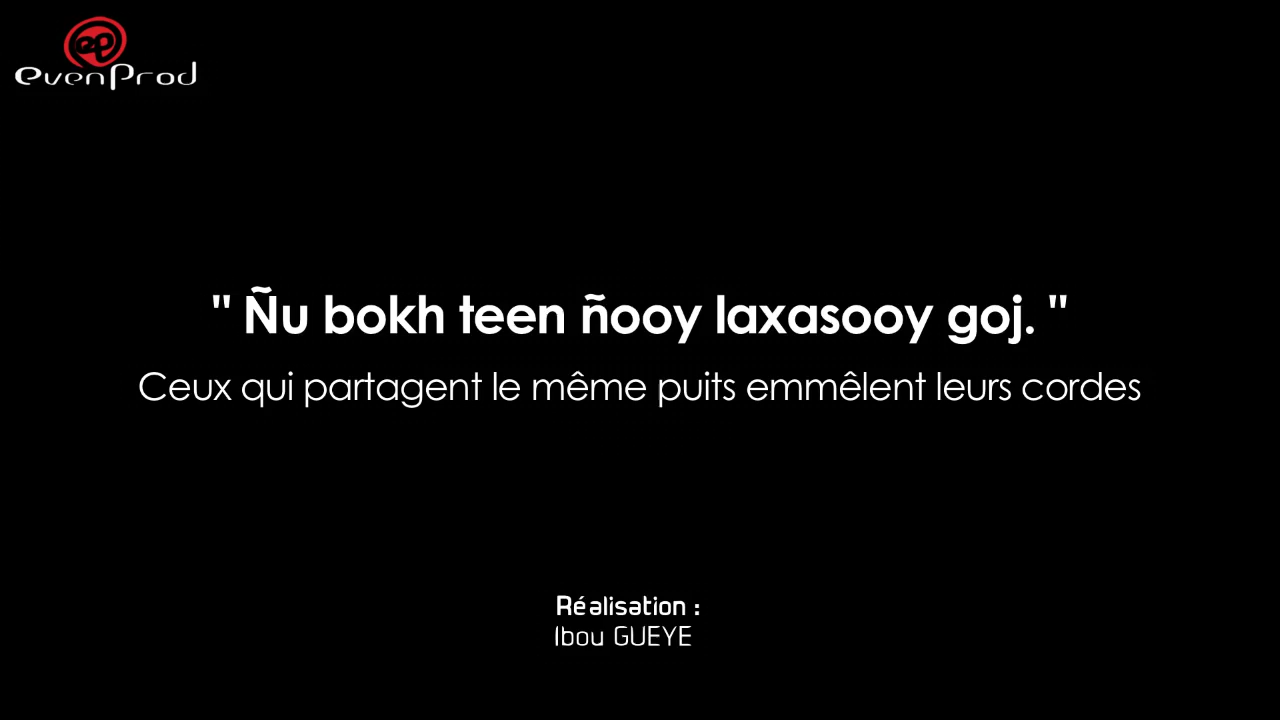 ep
evenProd
" Ñu bokh teen ñooy laxasooy goj. "
Ceux qui partagent le même puits emmêlent leurs cordes
Réalisation :
Ibou GUEYE